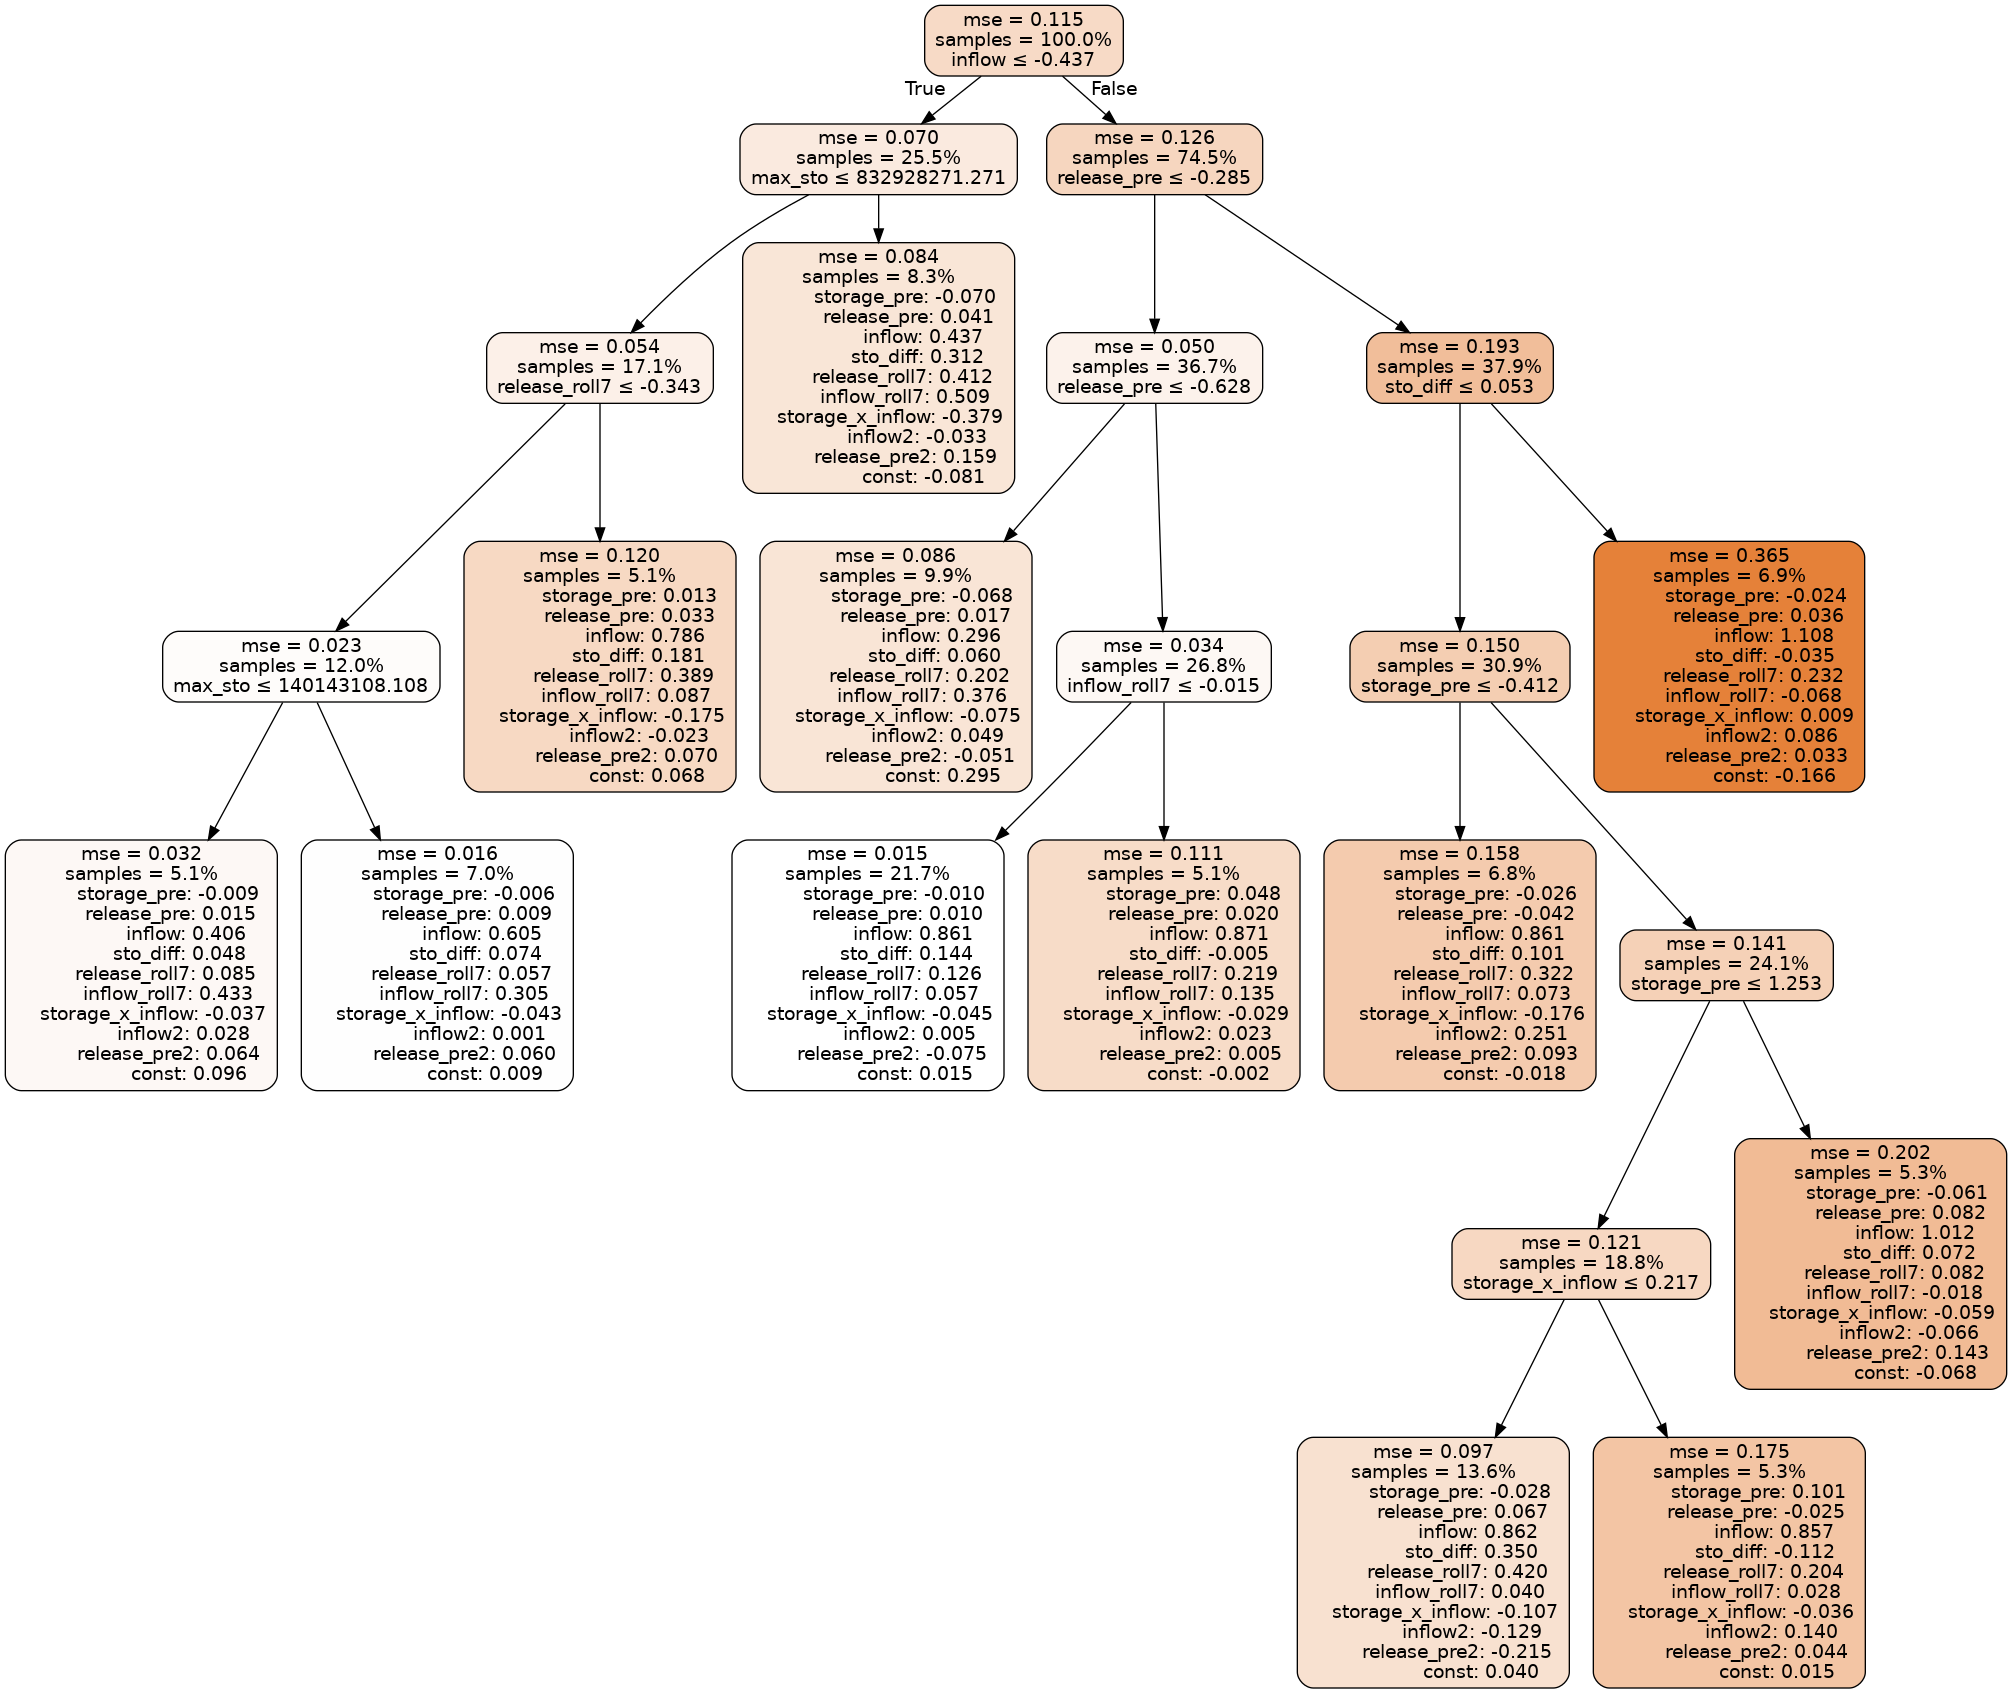 mse = 0.115
samples = 100.0%
inflow ≤ -0.437
True
False
mse = 0.070
samples = 25.5%
max_sto ≤ 832928271.271
mse = 0.126
samples = 74.5%
release_pre ≤ -0.285
mse = 0.084
samples = 8.3%
storage_pre: -0.070
release_pre: 0.041
inflow: 0.437
sto_diff: 0.312
release_roll7: 0.412
inflow_roll7: 0.509
storage_x_inflow: -0.379
inflow2: -0.033
release_pre2: 0.159
const: -0.081
mse = 0.054
samples = 17.1%
release_roll7 ≤ -0.343
mse = 0.050
samples = 36.7%
release_pre ≤ -0.628
mse = 0.193
samples = 37.9%
sto_diff ≤ 0.053
mse = 0.120
samples = 5.1%
storage_pre: 0.013
release_pre: 0.033
inflow: 0.786
sto_diff: 0.181
release_roll7: 0.389
inflow_roll7: 0.087
storage_x_inflow: -0.175
inflow2: -0.023
release_pre2: 0.070
const: 0.068
mse = 0.086
samples = 9.9%
storage_pre: -0.068
release_pre: 0.017
inflow: 0.296
sto_diff: 0.060
release_roll7: 0.202
inflow_roll7: 0.376
storage_x_inflow: -0.075
inflow2: 0.049
release_pre2: -0.051
const: 0.295
mse = 0.365
samples = 6.9%
storage_pre: -0.024
release_pre: 0.036
inflow: 1.108
sto_diff: -0.035
release_roll7: 0.232
inflow_roll7: -0.068
storage_x_inflow: 0.009
inflow2: 0.086
release_pre2: 0.033
const: -0.166
mse = 0.023
samples = 12.0%
max_sto ≤ 140143108.108
mse = 0.034
samples = 26.8%
inflow_roll7 ≤ -0.015
mse = 0.150
samples = 30.9%
storage_pre ≤ -0.412
mse = 0.032
samples = 5.1%
storage_pre: -0.009
release_pre: 0.015
inflow: 0.406
sto_diff: 0.048
release_roll7: 0.085
inflow_roll7: 0.433
storage_x_inflow: -0.037
inflow2: 0.028
release_pre2: 0.064
const: 0.096
mse = 0.016
samples = 7.0%
storage_pre: -0.006
release_pre: 0.009
inflow: 0.605
sto_diff: 0.074
release_roll7: 0.057
inflow_roll7: 0.305
storage_x_inflow: -0.043
inflow2: 0.001
release_pre2: 0.060
const: 0.009
mse = 0.015
samples = 21.7%
storage_pre: -0.010
release_pre: 0.010
inflow: 0.861
sto_diff: 0.144
release_roll7: 0.126
inflow_roll7: 0.057
storage_x_inflow: -0.045
inflow2: 0.005
release_pre2: -0.075
const: 0.015
mse = 0.111
samples = 5.1%
storage_pre: 0.048
release_pre: 0.020
inflow: 0.871
sto_diff: -0.005
release_roll7: 0.219
inflow_roll7: 0.135
storage_x_inflow: -0.029
inflow2: 0.023
release_pre2: 0.005
const: -0.002
mse = 0.158
samples = 6.8%
storage_pre: -0.026
release_pre: -0.042
inflow: 0.861
sto_diff: 0.101
release_roll7: 0.322
inflow_roll7: 0.073
storage_x_inflow: -0.176
inflow2: 0.251
release_pre2: 0.093
const: -0.018
mse = 0.141
samples = 24.1%
storage_pre ≤ 1.253
mse = 0.202
samples = 5.3%
storage_pre: -0.061
release_pre: 0.082
inflow: 1.012
sto_diff: 0.072
release_roll7: 0.082
inflow_roll7: -0.018
storage_x_inflow: -0.059
inflow2: -0.066
release_pre2: 0.143
const: -0.068
mse = 0.121
samples = 18.8%
storage_x_inflow ≤ 0.217
mse = 0.097
samples = 13.6%
storage_pre: -0.028
release_pre: 0.067
inflow: 0.862
sto_diff: 0.350
release_roll7: 0.420
inflow_roll7: 0.040
storage_x_inflow: -0.107
inflow2: -0.129
release_pre2: -0.215
const: 0.040
mse = 0.175
samples = 5.3%
storage_pre: 0.101
release_pre: -0.025
inflow: 0.857
sto_diff: -0.112
release_roll7: 0.204
inflow_roll7: 0.028
storage_x_inflow: -0.036
inflow2: 0.140
release_pre2: 0.044
const: 0.015